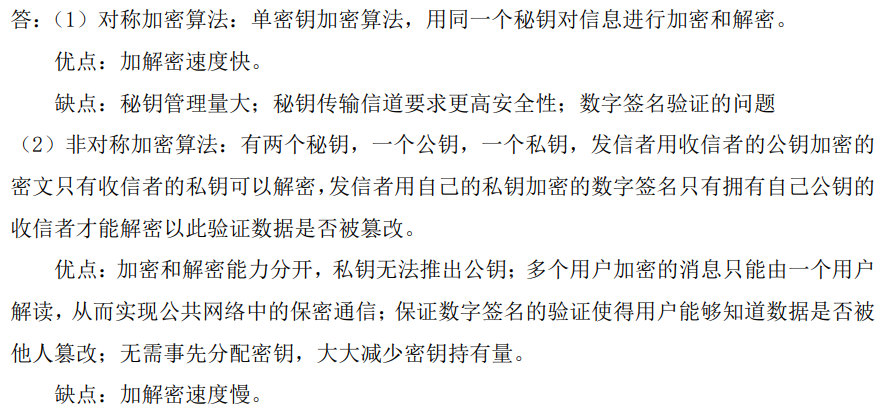 答：（1）对称加密算法：单密钥加密算法，用同一个秘钥对信息进行加密和解密。
优点：加解密速度快。
缺点：秘钥管理量大；秘钥传输信道要求更高安全性；数字签名验证的问题
（2）非对称加密算法：有两个秘钥，一个公钥，一个私钥，发信者用收信者的公钥加密的
密文只有收信者的私钥可以解密，发信者用自己的私钥加密的数字签名只有拥有自己公钥的
收信者才能解密以此验证数据是否被篡改。
优点：加密和解密能力分开，私钥无法推出公钥；多个用户加密的消息只能由一个用户
解读，从而实现公共网络中的保密通信；保证数字签名的验证使得用户能够知道数据是否被
他人篡改；无需事先分配密钥，大大减少密钥持有量。
缺点：加解密速度慢。